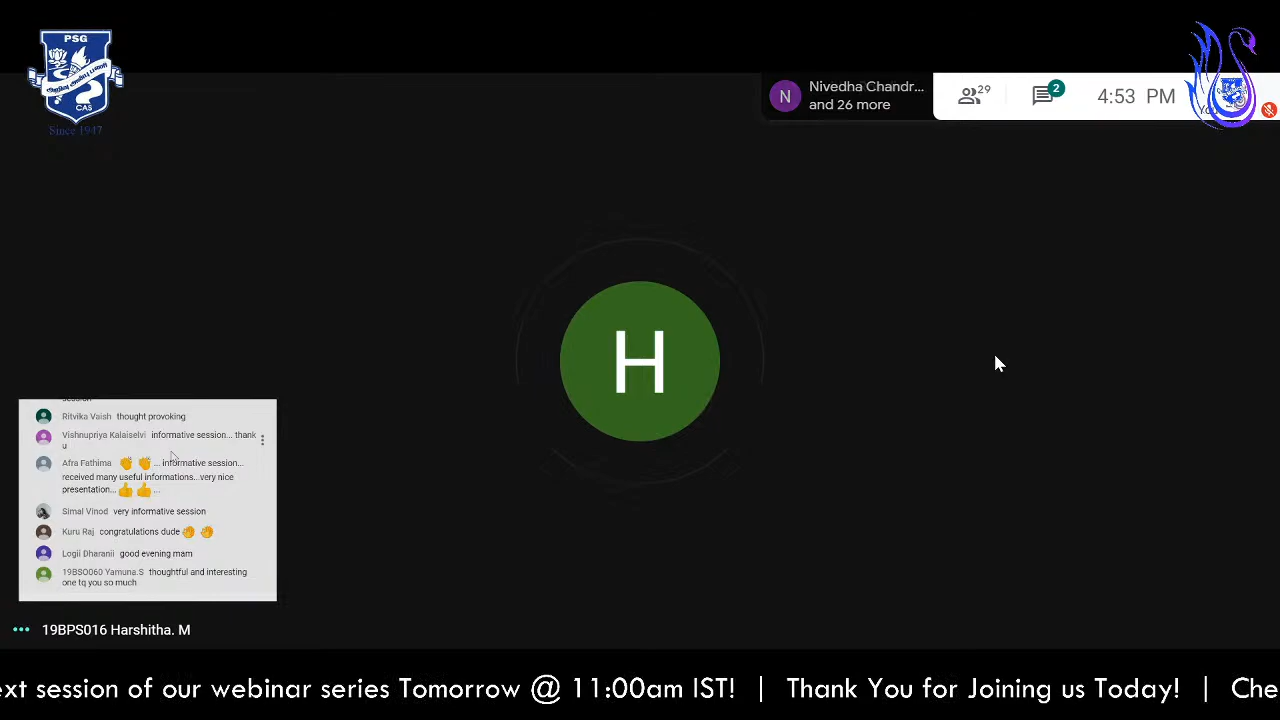 PSG
CAS
Since 1947
N
Nivedha Chandr...
and 26 more
29
2
4:53 PM
H
session
Ritvika Vaish thought provoking
Vishnupriya Kalaiselvi informative session... thank
u
Afra Fathima 👏 👏 ... informative session...
received many useful informations...very nice
presentation...👍 👍 ...
Simal Vinod very informative session
Kuru Raj congratulations dude 👏 👏
Logii Dharanii good evening mam
19BSO060 Yamuna.S thoughtful and interesting
one tq you so much
19BPS016 Harshitha. M
ext session of our webinar series Tomorrow @ 11:00am IST! | Thank You for Joining us Today! | Che